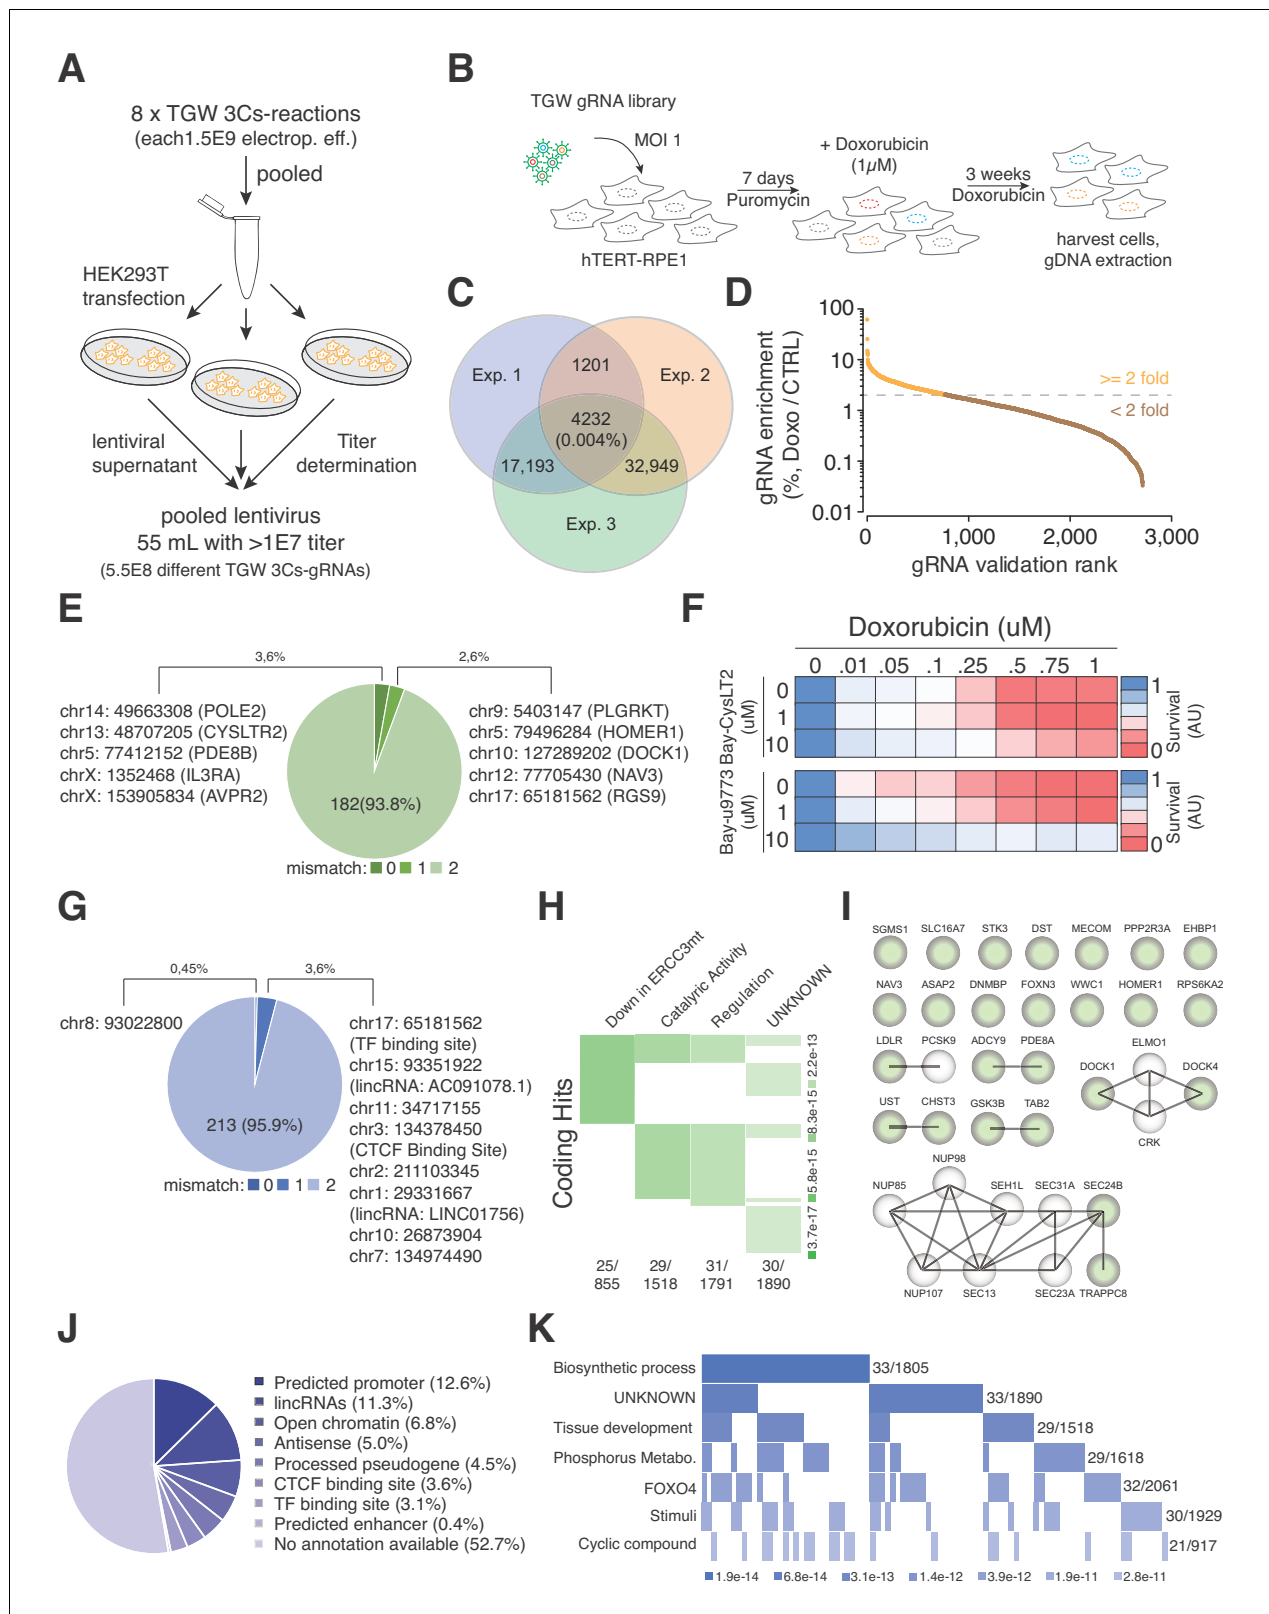 A
8 x TGW 3Cs-reactions
(each1.5E9 electrop. eff.)
pooled
HEK293T
transfection
lentiviral
supernatant
Titer
determination
pooled lentivirus
55 mL with >1E7 titer
(5.5E8 different TGW 3Cs-gRNAs)
B
TGW gRNA library
MOI 1
hTERT-RPE1
7 days
Puromycin
+ Doxorubicin
(1µM)
3 weeks
Doxorubicin
harvest cells,
gDNA extraction
C
Exp. 1
1201
Exp. 2
4232
(0.004%)
17,193
32,949
Exp. 3
D
gRNA enrichment
(%, Doxo / CTRL)
100
10
1
0.1
0.01
>= 2 fold
< 2 fold
0
1,000
2,000
3,000
gRNA validation rank
E
3,6%
2,6%
chr14: 49663308 (POLE2)
chr13: 48707205 (CYSLTR2)
chr5: 77412152 (PDE8B)
chrX: 1352468 (IL3RA)
chrX: 153905834 (AVPR2)
chr9: 5403147 (PLGRKT)
chr5: 79496284 (HOMER1)
chr10: 127289202 (DOCK1)
chr12: 77705430 (NAV3)
chr17: 65181562 (RGS9)
182(93.8%)
mismatch: 0 1 2
F
Doxorubicin (uM)
0 .01 .05 .1 .25 .5 .75 1
Bay-CysLT2
(uM)
0
1
10
1
0
Survival
(AU)
Bay-u9773
(uM)
0
1
10
1
0
Survival
(AU)
G
0,45%
3,6%
chr8: 93022800
213 (95.9%)
mismatch: 0 1 2
chr17: 65181562
(TF binding site)
chr15: 93351922
(lincRNA: AC091078.1)
chr11: 34717155
chr3: 134378450
(CTCF Binding Site)
chr2: 211103345
chr1: 29331667
(lincRNA: LINC01756)
chr10: 26873904
chr7: 134974490
H
Down in ERCC3mt
Catalyric Activity
Regulation
UNKNOWN
Coding Hits
2.2e-13
8.3e-15
5.8e-15
3.7e-17
25/
855
29/
1518
31/
1791
30/
1890
I
SGMS1 SLC16A7 STK3 DST MECOM PPP2R3A EHBP1
NAV3 ASAP2 DNMBP FOXN3 WWC1 HOMER1 RPS6KA2
LDLR PCSK9 ADCY9 PDE8A ELMO1
DOCK1 DOCK4
UST CHST3 GSK3B TAB2
CRK
NUP98
NUP85 SEH1L SEC31A SEC24B
NUP107 SEC13 SEC23A TRAPPC8
J
Predicted promoter (12.6%)
lincRNAs (11.3%)
Open chromatin (6.8%)
Antisense (5.0%)
Processed pseudogene (4.5%)
CTCF binding site (3.6%)
TF binding site (3.1%)
Predicted enhancer (0.4%)
No annotation available (52.7%)
K
Biosynthetic process 33/1805
UNKNOWN 33/1890
Tissue development 29/1518
Phosphorus Metabo. 29/1618
FOXO4 32/2061
Stimuli 30/1929
Cyclic compound 21/917
1.9e-14 6.8e-14 3.1e-13 1.4e-12 3.9e-12 1.9e-11 2.8e-11